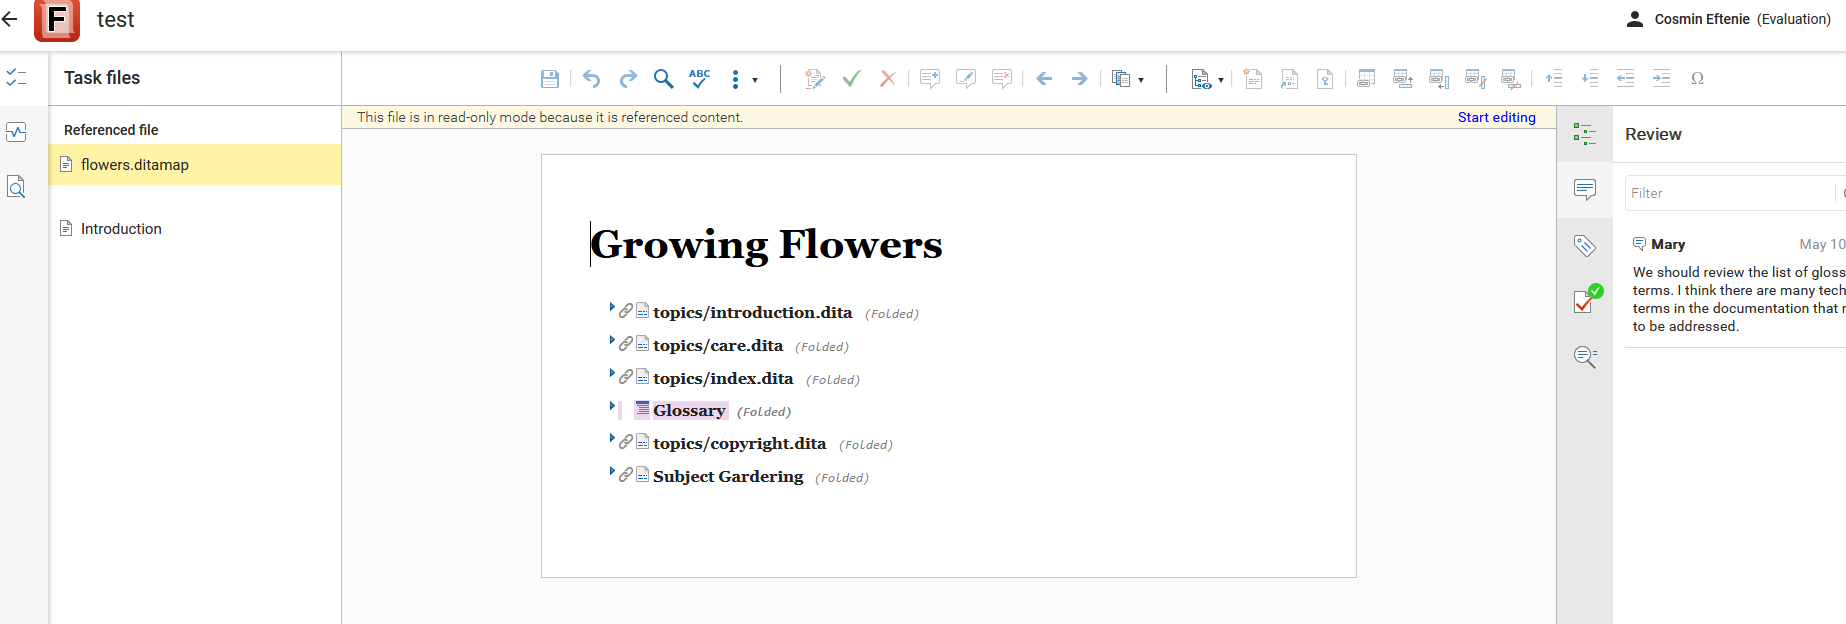 F test
Cosmin Eftenie (Evaluation)
Task files
ABC
Ω
Referenced file
flowers.ditamap
Introduction
This file is in read-only mode because it is referenced content.
Start editing
Growing Flowers
topics/introduction.dita (Folded)
topics/care.dita (Folded)
topics/index.dita (Folded)
Glossary (Folded)
topics/copyright.dita (Folded)
Subject Gardering (Folded)
Review
Filter
Mary May 10
We should review the list of gloss
terms. I think there are many tech
terms in the documentation that
to be addressed.